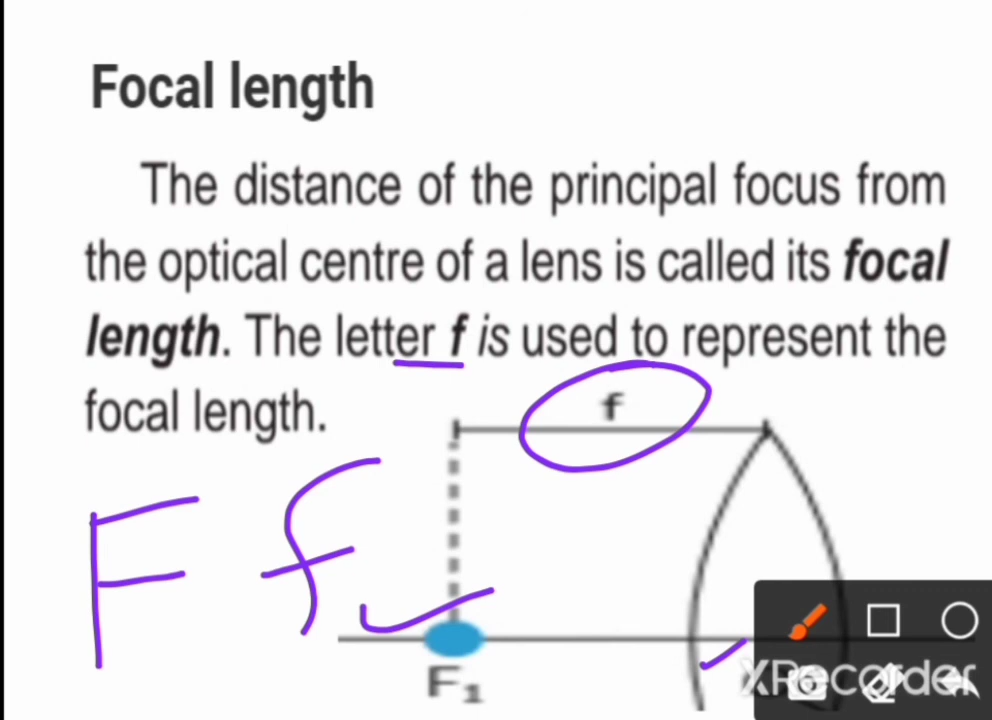 Focal length
The distance of the principal focus from
the optical centre of a lens is called its focal
length. The letter f is used to represent the
focal length.
f
F f
F₁
XRecorder